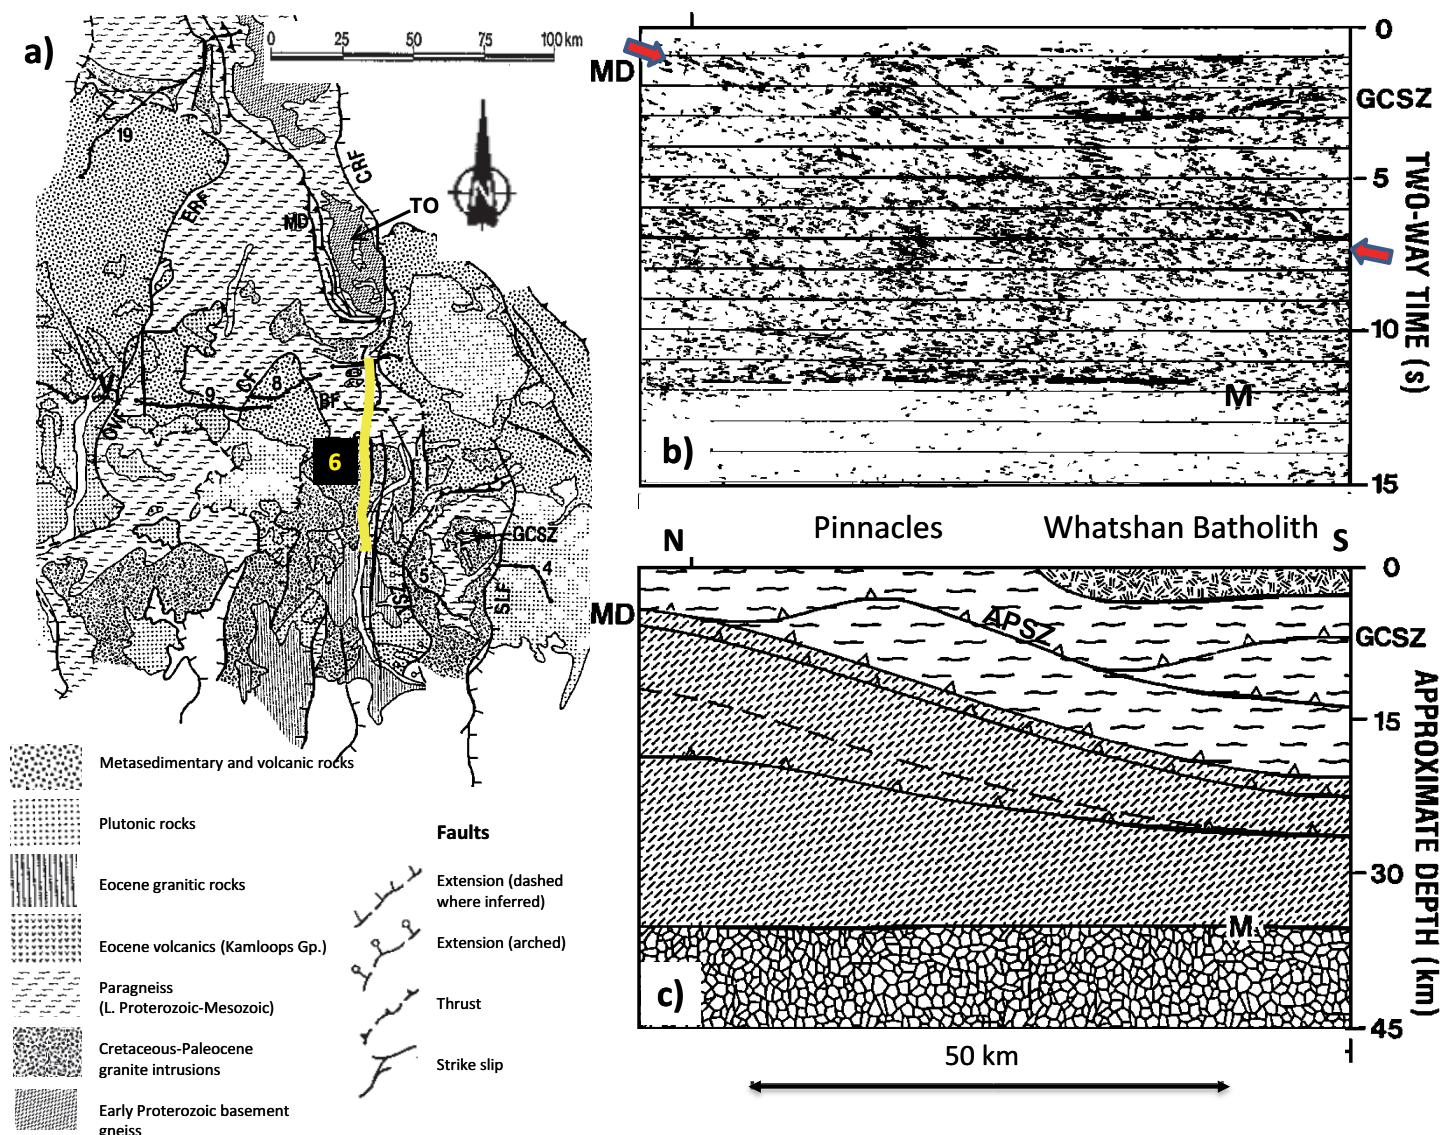 a)
0 25 50 75 100 km
19
CRF
ERF
MD
TO
N
7
CF
8
9
BF
V
OVF
6
GCSZ
5
4
SLF
Metasedimentary and volcanic rocks
Plutonic rocks
Eocene granitic rocks
Eocene volcanics (Kamloops Gp.)
Paragneiss
(L. Proterozoic-Mesozoic)
Cretaceous-Paleocene
granite intrusions
Early Proterozoic basement
gneiss
Faults
Extension (dashed
where inferred)
Extension (arched)
Thrust
Strike slip
MD
0
GCSZ
5
10
15
TWO-WAY TIME (s)
M
b)
N
Pinnacles
Whatshan Batholith
S
MD
APSZ
0
GCSZ
15
30
45
APPROXIMATE DEPTH (km)
M
c)
50 km